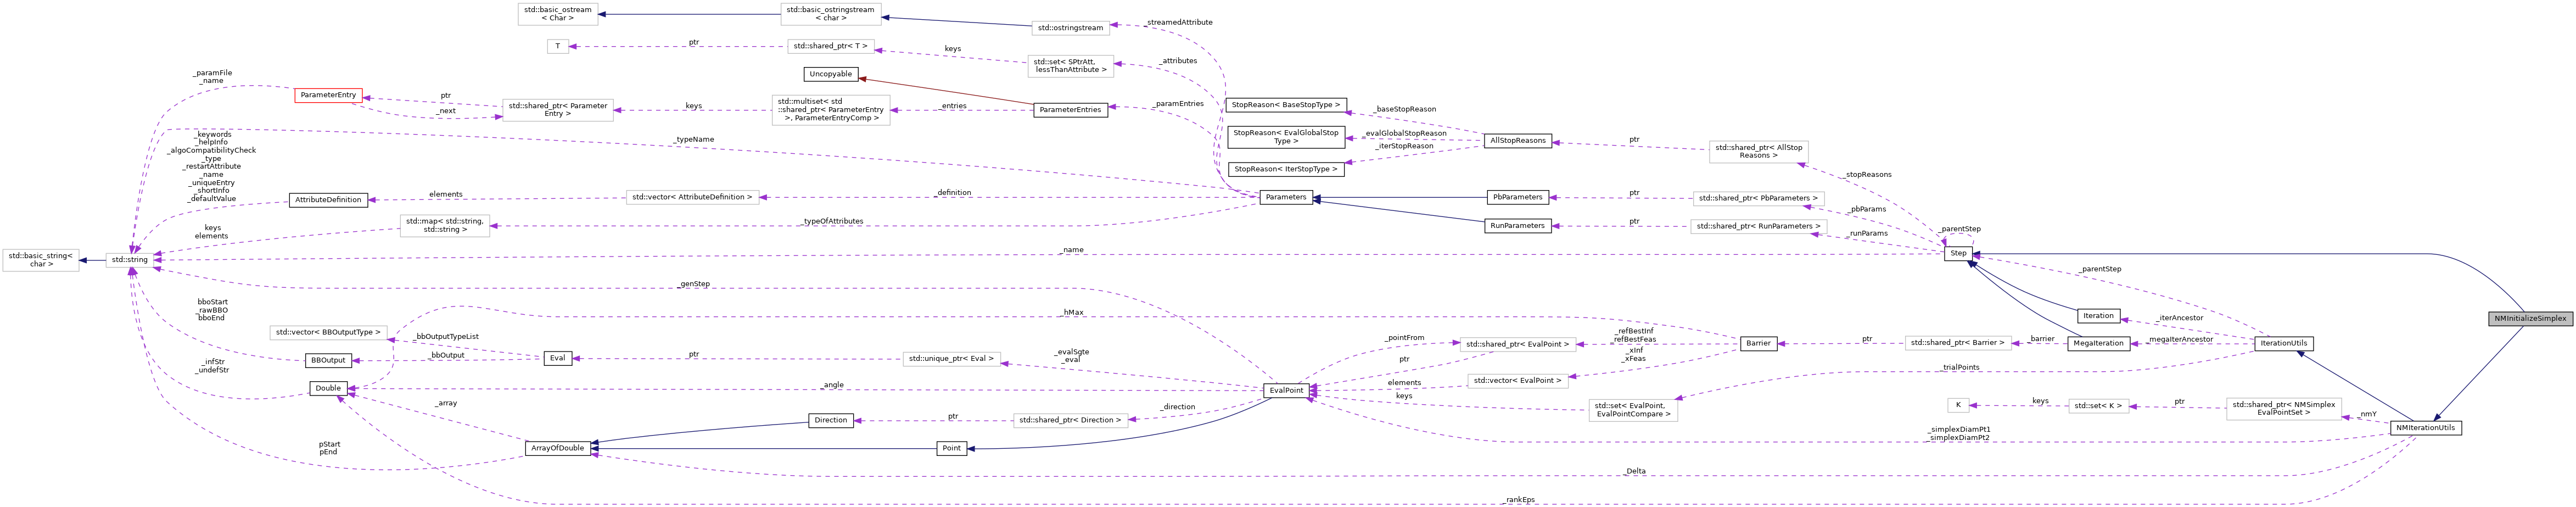 std::basic_ostream
< Char >
std::basic_ostringstream
< char >
std::ostringstream
_streamedAttribute
T
ptr
std::shared_ptr< T >
keys
std::set< SPtrAtt,
lessThanAttribute >
_attributes
Uncopyable
_paramFile
_name
ParameterEntry
ptr
_next
std::shared_ptr< Parameter
Entry >
keys
std::multiset< std
::shared_ptr< ParameterEntry
>, ParameterEntryComp >
_entries
ParameterEntries
_paramEntries
StopReason< BaseStopType >
_baseStopReason
StopReason< EvalGlobalStop
Type >
_evalGlobalStopReason
StopReason< IterStopType >
_iterStopReason
AllStopReasons
ptr
std::shared_ptr< AllStop
Reasons >
_stopReasons
_typeName
_keywords
_helpInfo
_algoCompatibilityCheck
_type
_restartAttribute
_name
_uniqueEntry
_shortInfo
_defaultValue
AttributeDefinition
elements
std::vector< AttributeDefinition >
_definition
Parameters
PbParameters
ptr
std::shared_ptr< PbParameters >
_pbParams
keys
elements
std::map< std::string,
std::string >
_typeOfAttributes
RunParameters
ptr
std::shared_ptr< RunParameters >
_runParams
_parentStep
Step
std::basic_string<
char >
std::string
_name
_parentStep
_genStep
bboStart
_rawBBO
bboEnd
_hMax
Iteration
_iterAncestor
NMInitializeSimplex
std::vector< BBOutputType >
_bbOutputTypeList
BBOutput
_bbOutput
Eval
ptr
std::unique_ptr< Eval >
_evalSgte
_eval
_pointFrom
ptr
std::shared_ptr< EvalPoint >
_refBestInf
refBestFeas
_xInf
_xFeas
Barrier
ptr
std::shared_ptr< Barrier >
_barrier
MegaIteration
_megaIterAncestor
IterationUtils
_infStr
_undefStr
Double
_angle
EvalPoint
elements
std::vector< EvalPoint >
keys
_trialPoints
std::set< EvalPoint,
EvalPointCompare >
_array
Direction
ptr
std::shared_ptr< Direction >
_direction
K
keys
std::set< K >
ptr
std::shared_ptr< NMSimplex
EvalPointSet >
_nmY
NMIterationUtils
_simplexDiamPt1
_simplexDiamPt2
pStart
pEnd
ArrayOfDouble
Point
_Delta
_rankEps